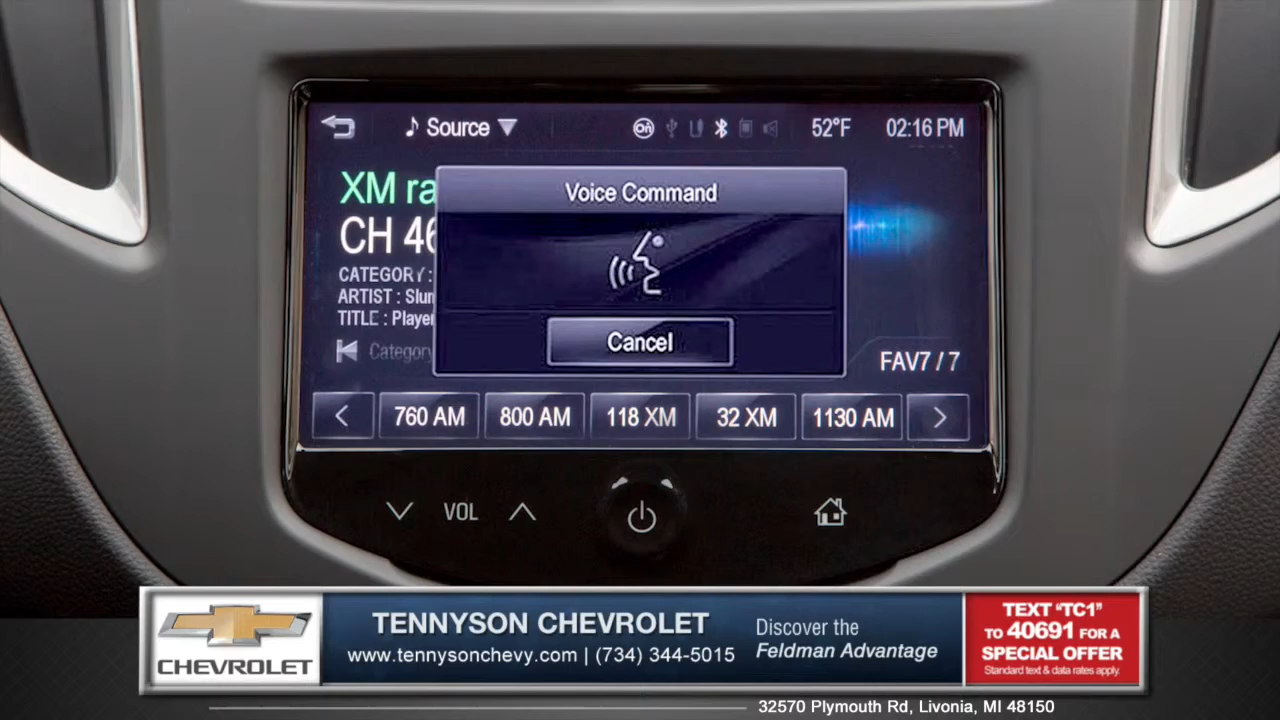 Source
52°F
02:16 PM
XM ra
CH 46
CATEGORY :
ARTIST : Slum
TITLE : Player
Category
Voice Command
Cancel
FAV7 / 7
760 AM
800 AM
118 XM
32 XM
1130 AM
VOL
CHEVROLET
TENNYSON CHEVROLET
www.tennysonchevy.com | (734) 344-5015
Discover the
Feldman Advantage
TEXT "TC1"
TO 40691 FOR A
SPECIAL OFFER
Standard text & data rates apply.
32570 Plymouth Rd, Livonia, MI 48150